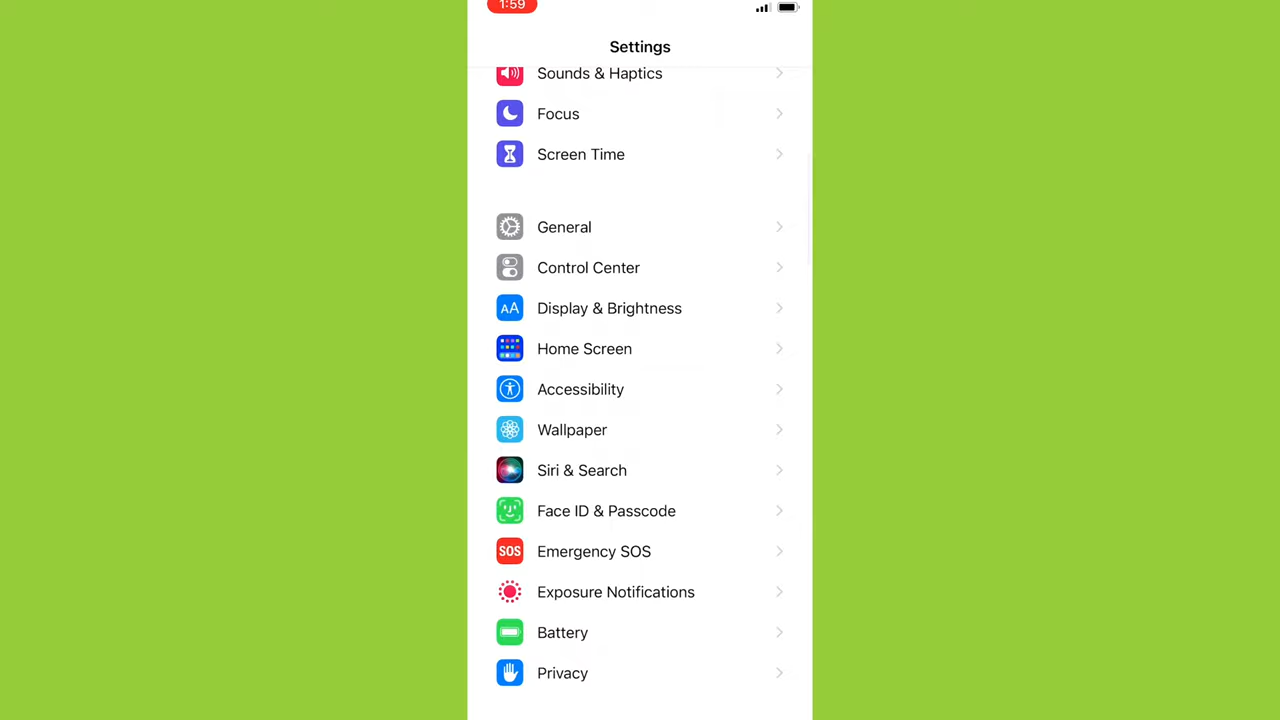 1:59
Settings
Sounds & Haptics
Focus
Screen Time
General
Control Center
AA Display & Brightness
Home Screen
Accessibility
Wallpaper
Siri & Search
Face ID & Passcode
SOS Emergency SOS
Exposure Notifications
Battery
Privacy